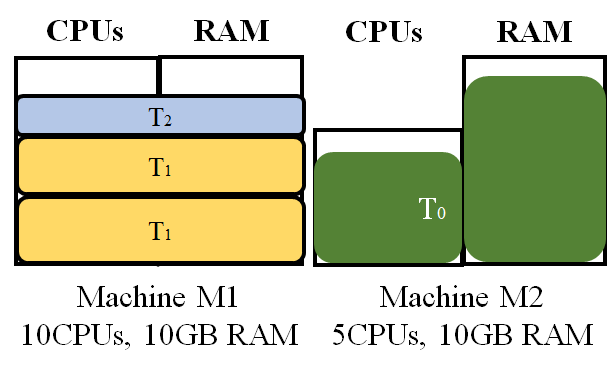 CPUs RAM CPUs RAM
T2
T1
T0
T1
Machine M1 Machine M2
10CPUs, 10GB RAM 5CPUs, 10GB RAM